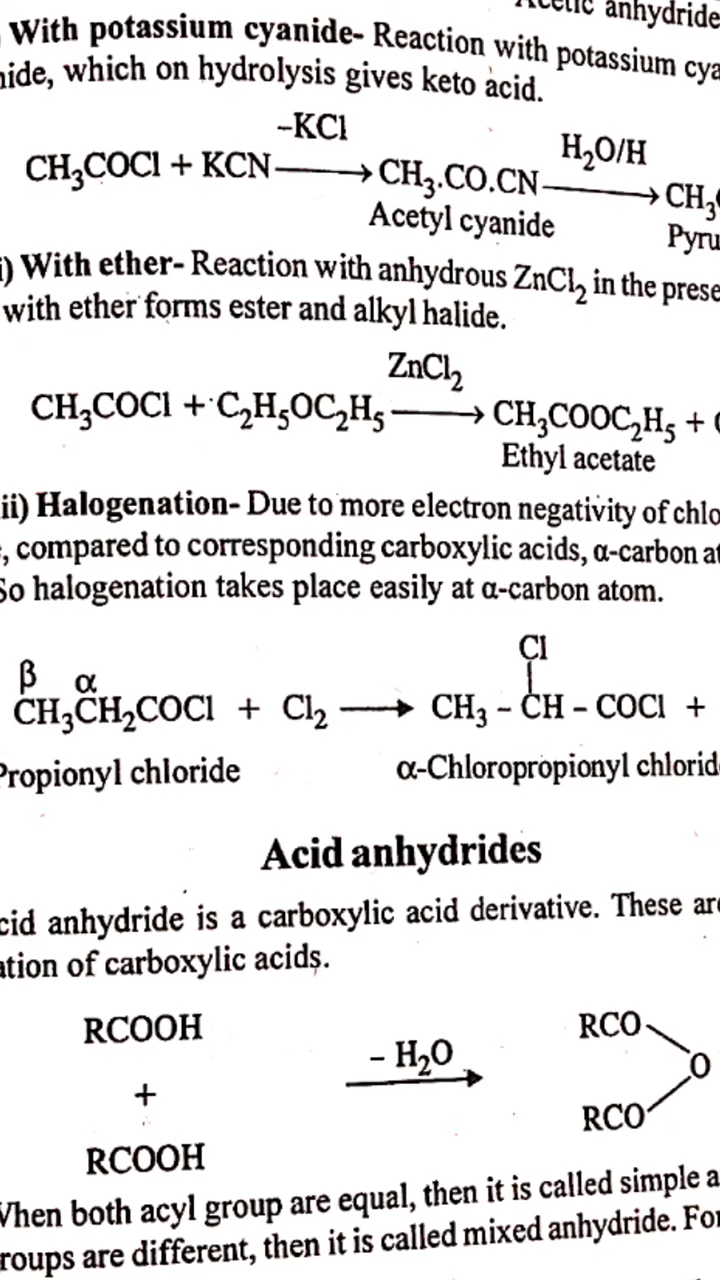 Acetic anhydride
With potassium cyanide- Reaction with potassium cya
nide, which on hydrolysis gives keto acid.
–KCl
H₂O/H
CH₃COCl + KCN ⟶ CH₃.CO.CN ⟶ CH₃
Acetyl cyanide Pyru
i) With ether- Reaction with anhydrous ZnCl₂ in the prese
with ether forms ester and alkyl halide.
ZnCl₂
CH₃COCl + C₂H₅OC₂H₅ ⟶ CH₃COOC₂H₅ +
Ethyl acetate
ii) Halogenation- Due to more electron negativity of chlo
, compared to corresponding carboxylic acids, α-carbon at
So halogenation takes place easily at α-carbon atom.
Cl
β α
CH₃CH₂COCl + Cl₂ ⟶ CH₃ – CH – COCl +
Propionyl chloride α-Chloropropionyl chlorid
Acid anhydrides
cid anhydride is a carboxylic acid derivative. These are
ation of carboxylic acids.
RCOOH RCO
– H₂O O
+
RCO
RCOOH
When both acyl group are equal, then it is called simple a
roups are different, then it is called mixed anhydride. For